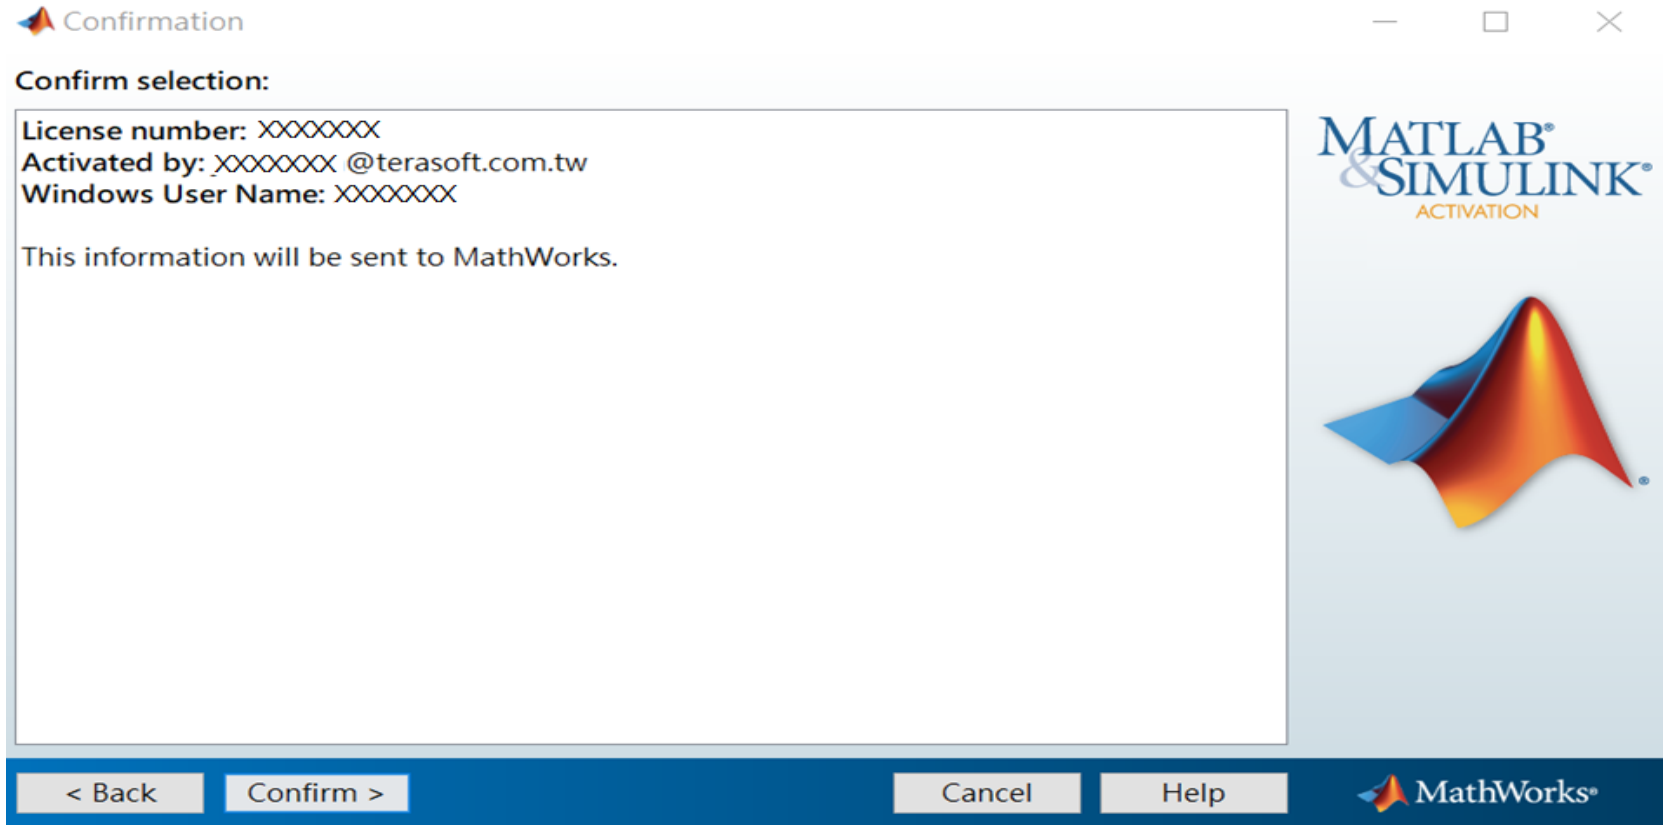 Confirmation
Confirm selection:
License number: XXXXXXX
Activated by: XXXXXXX @terasoft.com.tw
Windows User Name: XXXXXXX
This information will be sent to MathWorks.
MATLAB®
&SIMULINK®
ACTIVATION
®
< Back
Confirm >
Cancel
Help
MathWorks®